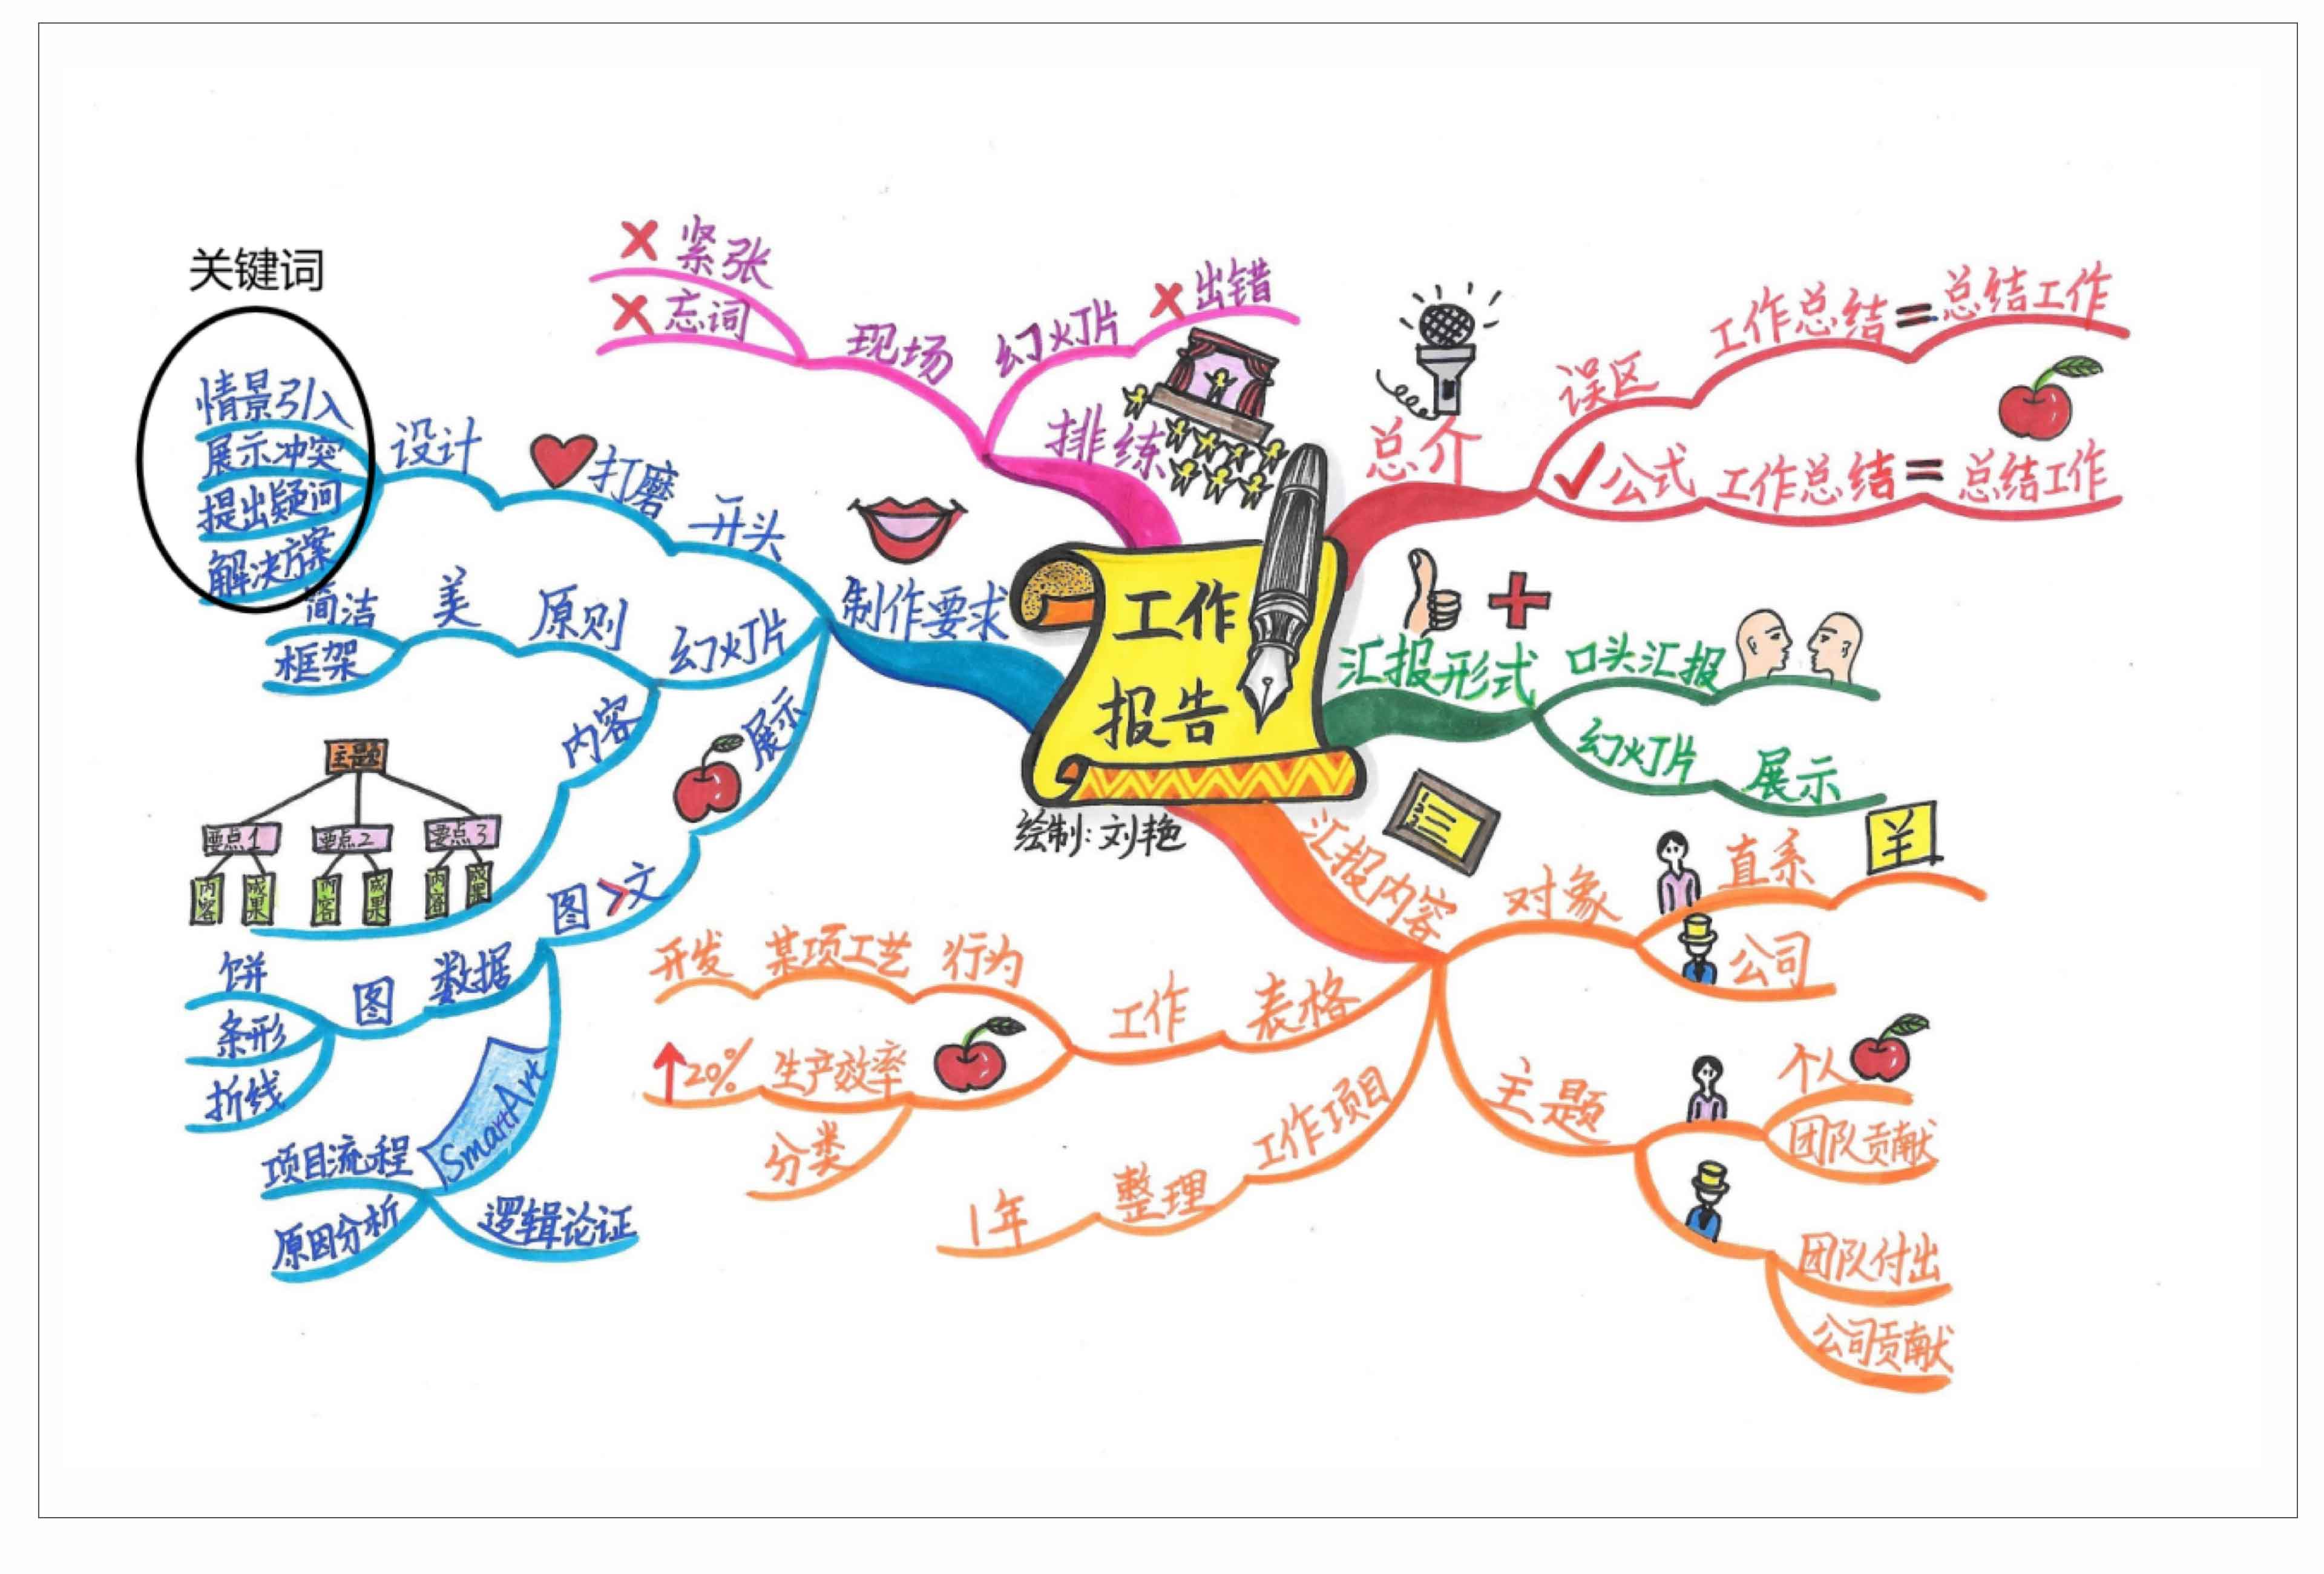 关键词
情景引入
展示冲突
提出疑问
解决方案
设计
打磨
开头
简洁
框架
美
原则
幻灯片
制作要求
内容
主题
要点1
要点2
要点3
内容
成果
内容
成果
内容
成果
展示
图>文
数据
图
饼
条形
折线
SmartArt
项目流程
原因分析
逻辑论证
紧张
忘词
现场
幻灯片
出错
排练
工作
报告
绘制:刘艳
总介
误区
工作总结=总结工作
公式
工作总结=总结工作
汇报形式
口头汇报
幻灯片
展示
汇报内容
对象
直系
公司
主题
个人
团队贡献
团队付出
公司贡献
表格
工作
行为
某项工艺
开发
生产效率
20%
分类
工作项目
整理
1年